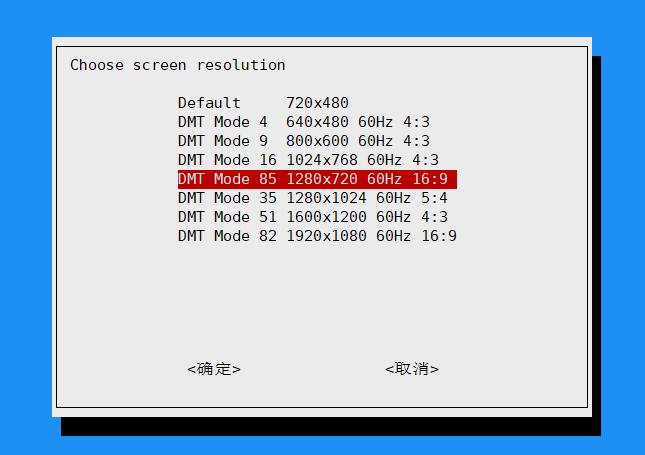 Choose screen resolution
Default 720x480
DMT Mode 4 640x480 60Hz 4:3
DMT Mode 9 800x600 60Hz 4:3
DMT Mode 16 1024x768 60Hz 4:3
DMT Mode 85 1280x720 60Hz 16:9
DMT Mode 35 1280x1024 60Hz 5:4
DMT Mode 51 1600x1200 60Hz 4:3
DMT Mode 82 1920x1080 60Hz 16:9
<确定> <取消>